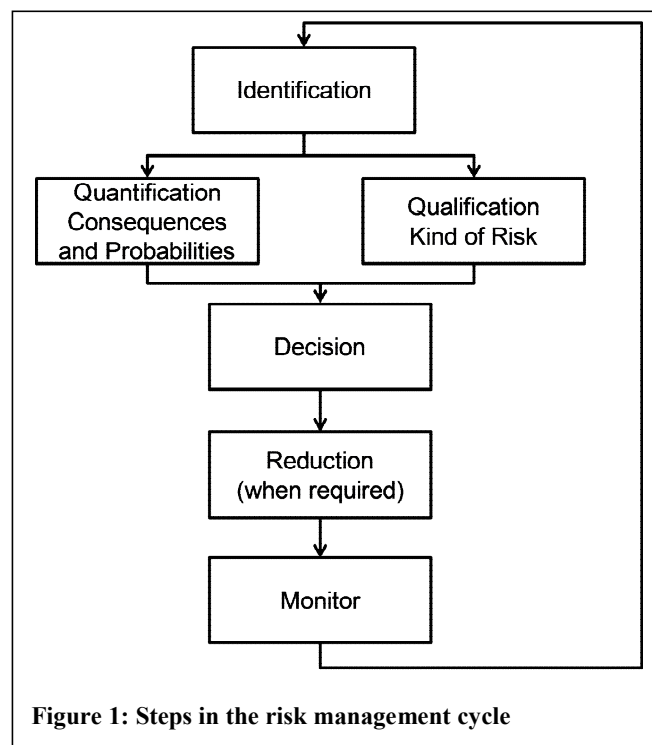 Identification
Quantification
Consequences
and Probabilities
Qualification
Kind of Risk
Decision
Reduction
(when required)
Monitor
Figure 1: Steps in the risk management cycle